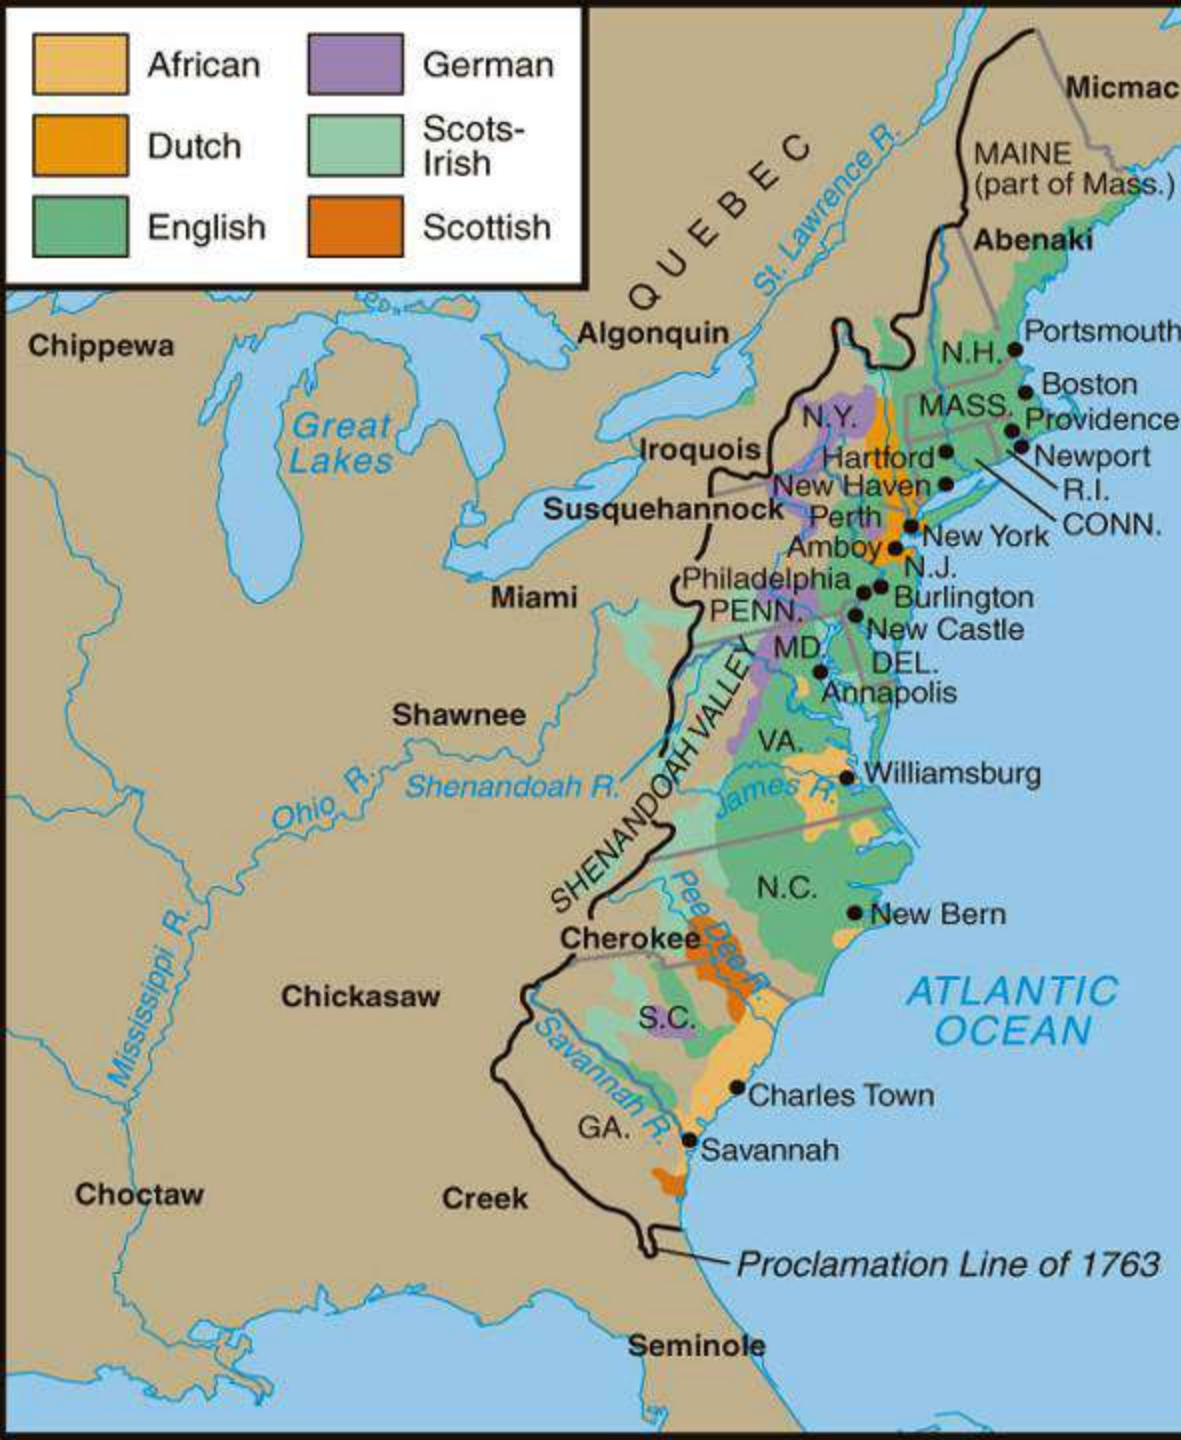 African
German
Dutch
Scots-
Irish
English
Scottish
Micmac
MAINE
(part of Mass.)
QUEBEC
St. Lawrence R.
Abenaki
Chippewa
Algonquin
Portsmouth
N.H.
Boston
MASS.
Providence
N.Y.
Great
Lakes
Iroquois
Hartford
Newport
New Haven
R.I.
Susquehannock
Perth
Amboy
CONN.
New York
N.J.
Philadelphia
Miami
PENN.
Burlington
New Castle
MD.
DEL.
Annapolis
Shawnee
VA.
SHENANDOAH VALLEY
Shenandoah R.
Williamsburg
James R.
Ohio R.
N.C.
Pee Dee R.
New Bern
Cherokee
Mississippi R.
Chickasaw
ATLANTIC
OCEAN
S.C.
Savannah R.
Charles Town
GA.
Savannah
Choctaw
Creek
Proclamation Line of 1763
Seminole